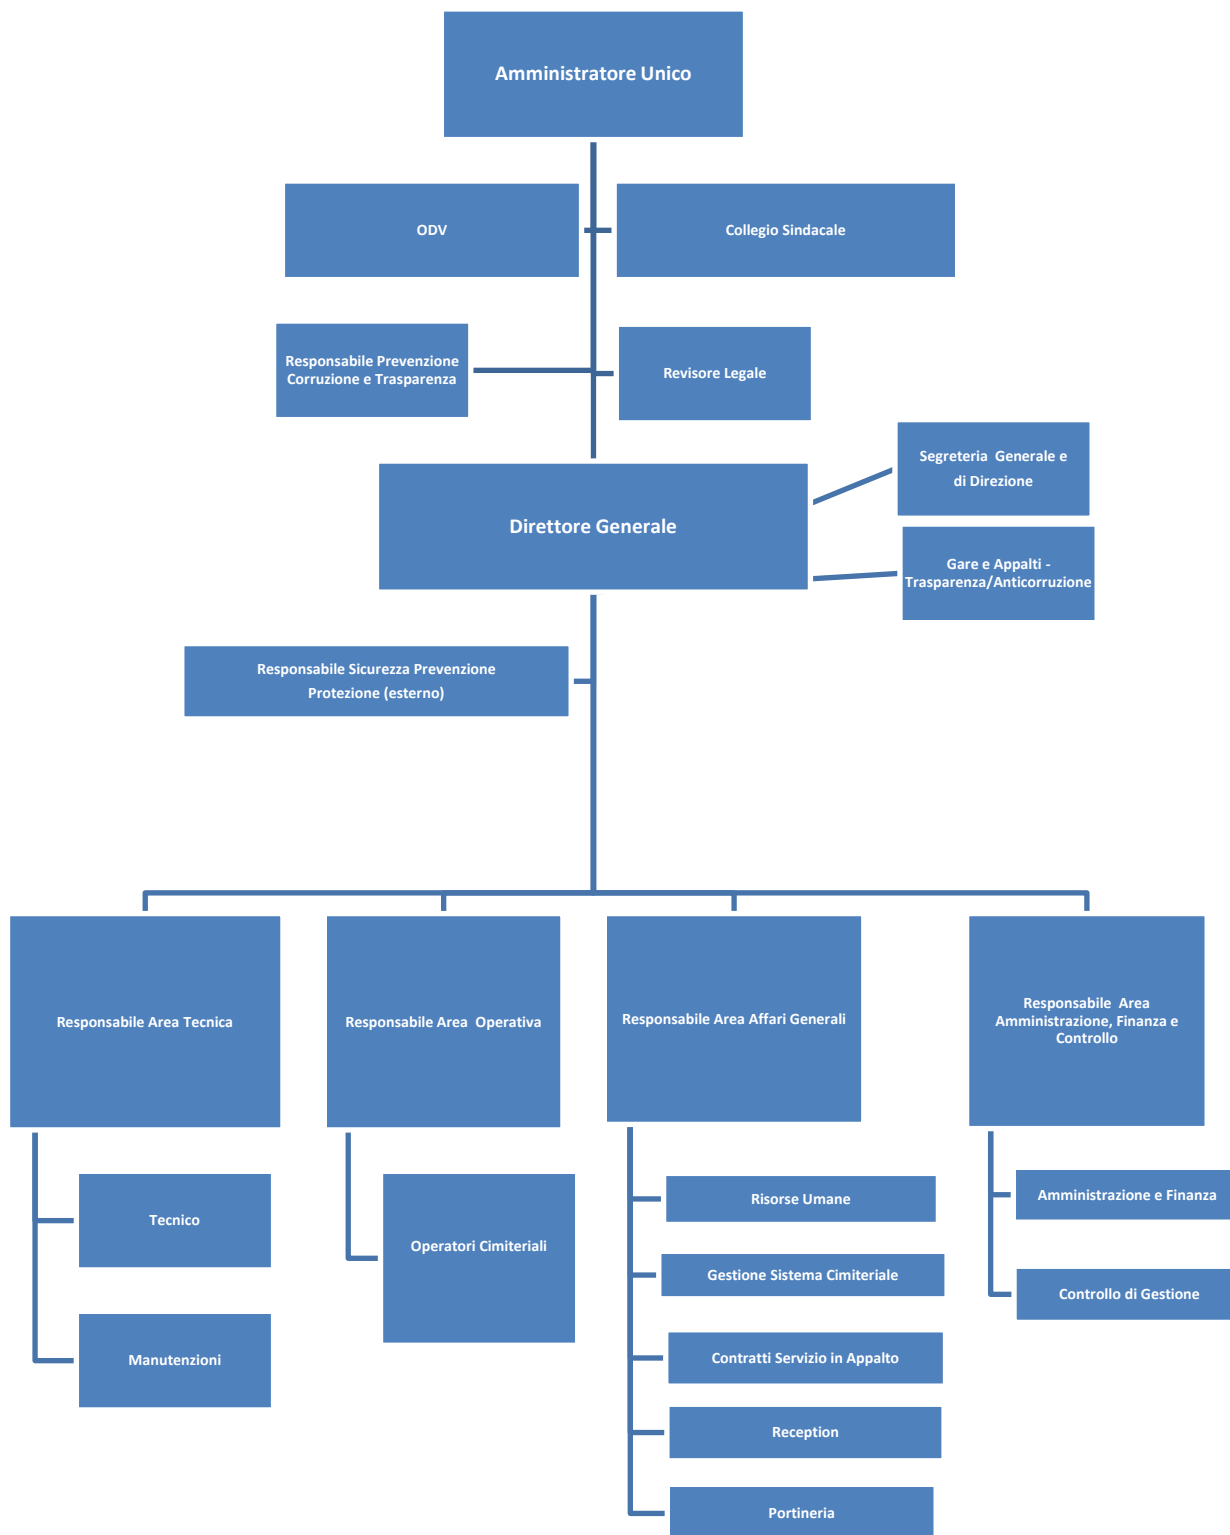 Amministratore Unico
ODV
Collegio Sindacale
Responsabile Prevenzione
Corruzione e Trasparenza
Revisore Legale
Segreteria Generale e
di Direzione
Direttore Generale
Gare e Appalti -
Trasparenza/Anticorruzione
Responsabile Sicurezza Prevenzione
Protezione (esterno)
Responsabile Area Tecnica
Responsabile Area Operativa
Responsabile Area Affari Generali
Responsabile Area
Amministrazione, Finanza e
Controllo
Tecnico
Manutenzioni
Operatori Cimiteriali
Risorse Umane
Gestione Sistema Cimiteriale
Contratti Servizio in Appalto
Reception
Portineria
Amministrazione e Finanza
Controllo di Gestione